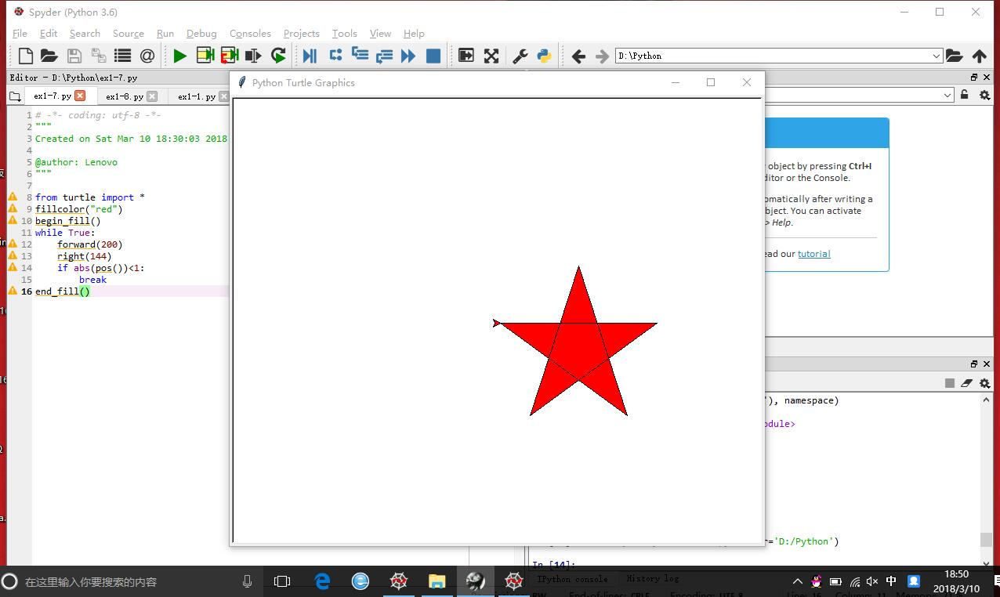 Spyder (Python 3.6)
File Edit Search Source Run Debug Consoles Projects Tools View Help
D:\Python
Editor - D:\Python\ex1-7.py
ex1-7.py ex1-8.py ex1-1.py
Python Turtle Graphics
1 # -*- coding: utf-8 -*-
2 """
3 Created on Sat Mar 10 18:30:03 2018
4
5 @author: Lenovo
6 """
7
8 from turtle import *
9 fillcolor("red")
10 begin_fill()
11 while True:
12 forward(200)
13 right(144)
14 if abs(pos())<1:
15 break
16 end_fill()
object by pressing Ctrl+I
ditor or the Console.
omatically after writing a
bject. You can activate
> Help.
ead our tutorial
'), namespace)
odule>
='D:/Python')
In [14]:
IPython console History log
RW End-of-lines: CRLF Encoding: UTF-8 Line: 16 Column: 11 Memory:
在这里输入你要搜索的内容
中
18:50
2018/3/10